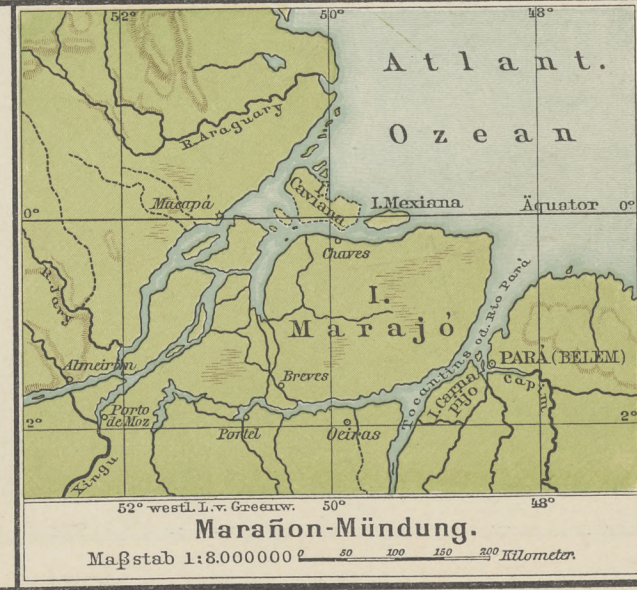 52°
50°
48°
Atlant.
Ozean
R. Araguary
I. Caviana
I. Mexiana
Macapá
0°
Äquator
0°
Chaves
I.
Marajó
Tocantins od. Rio Pará
PARÁ (BELEM)
Almeirim
Breves
I. Carnapijo
Porto
de Moz
2°
Portel
Oeiras
2°
Xingu
52° westl. L. v. Greenw.
50°
48°
Marañon-Mündung.
Maßstab 1:8.000000
0 50 100 150 200 Kilometer.